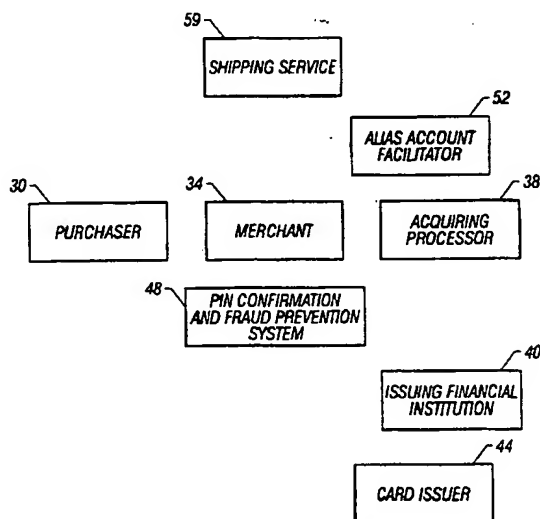 59
SHIPPING SERVICE
52
ALIAS ACCOUNT
FACILITATOR
30
PURCHASER
34
MERCHANT
38
ACQUIRING
PROCESSOR
48
PIN CONFIRMATION
AND FRAUD PREVENTION
SYSTEM
40
ISSUING FINANCIAL
INSTITUTION
44
CARD ISSUER